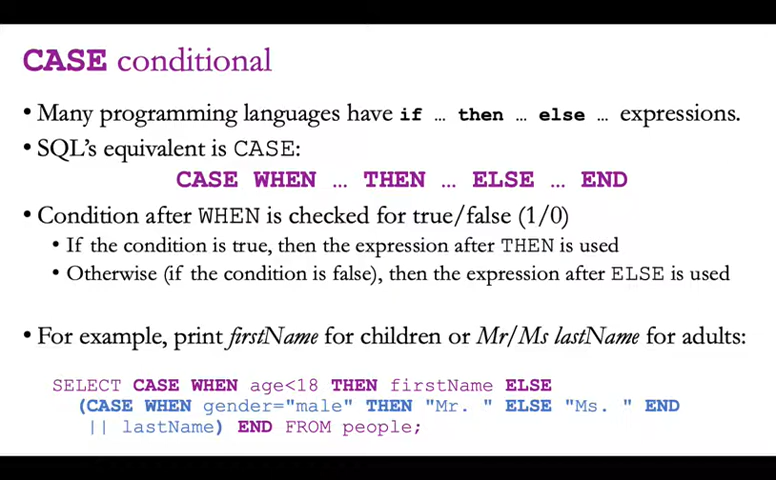 CASE conditional
• Many programming languages have if … then … else … expressions.
• SQL's equivalent is CASE:
CASE WHEN … THEN … ELSE … END
• Condition after WHEN is checked for true/false (1/0)
• If the condition is true, then the expression after THEN is used
• Otherwise (if the condition is false), then the expression after ELSE is used
• For example, print firstName for children or Mr/Ms lastName for adults:
SELECT CASE WHEN age<18 THEN firstName ELSE
(CASE WHEN gender="male" THEN "Mr. " ELSE "Ms. " END
|| lastName) END FROM people;